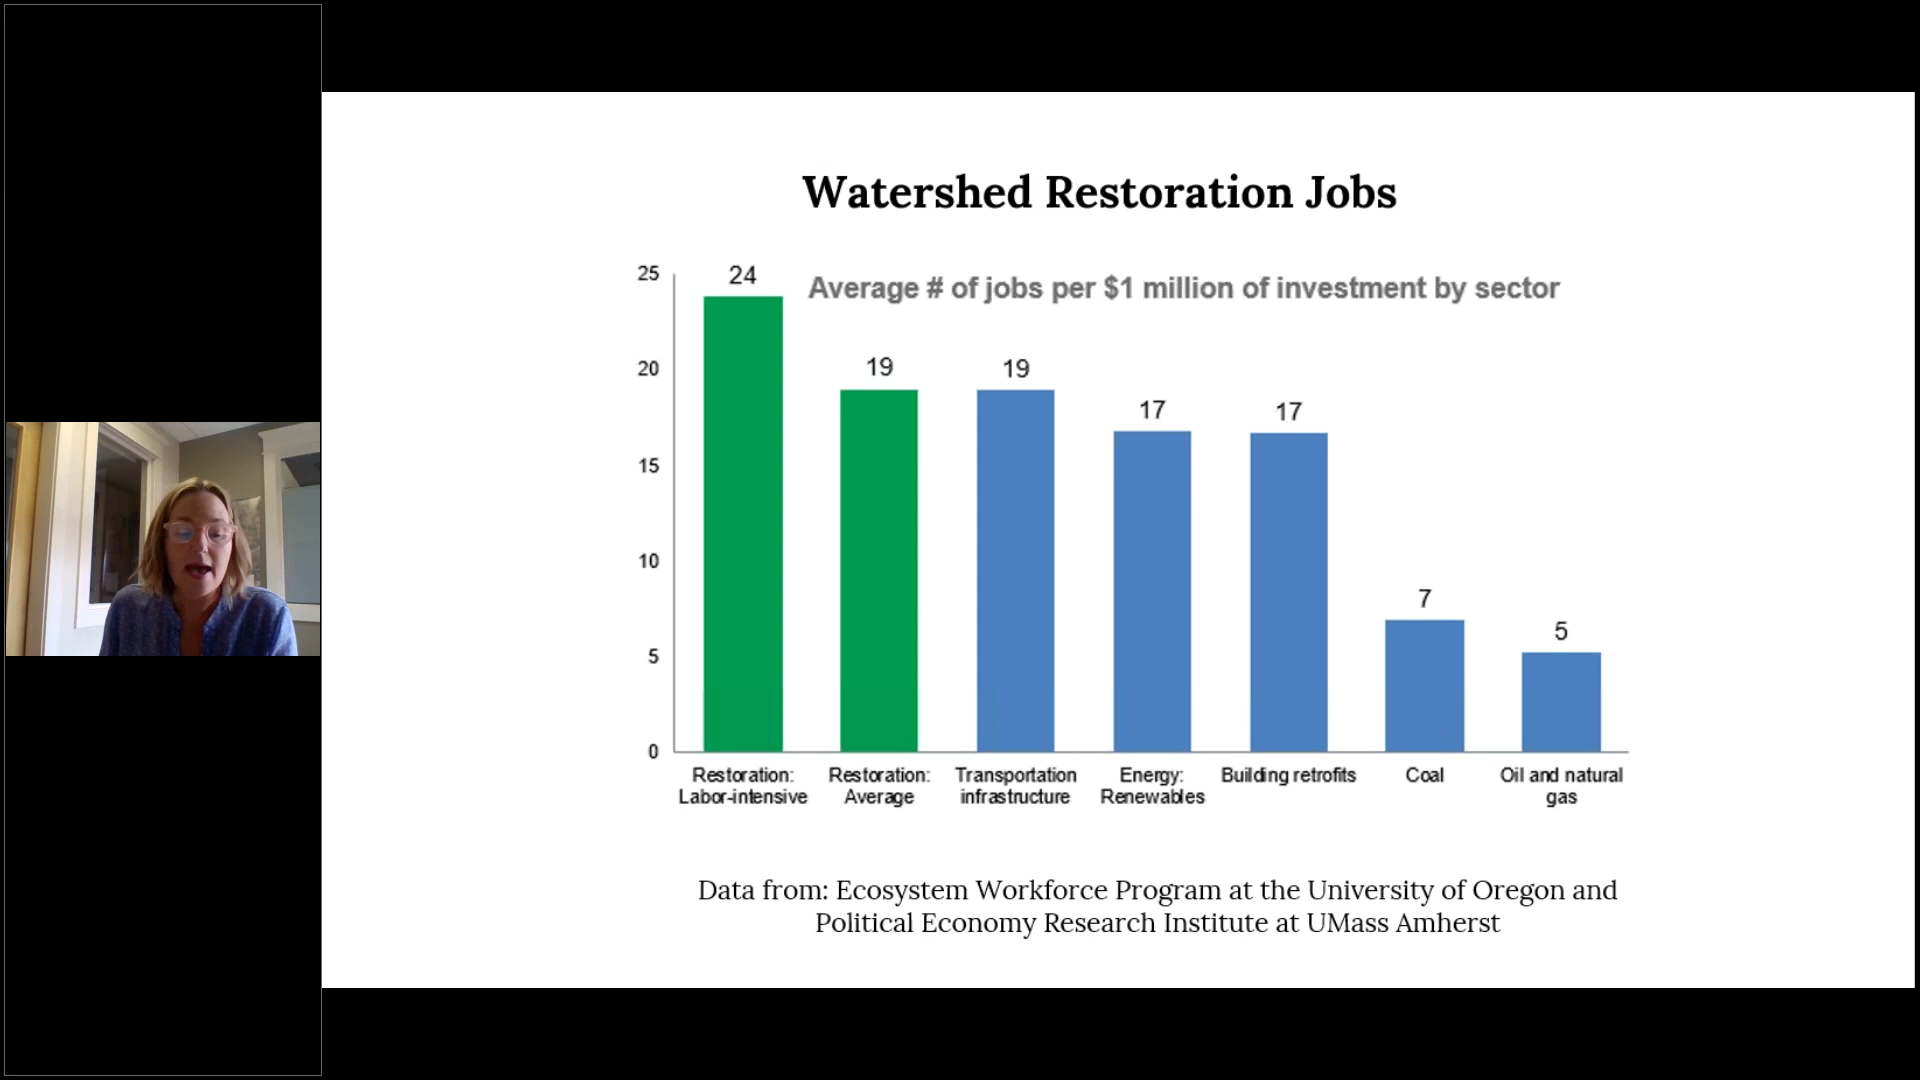 Watershed Restoration Jobs
Average # of jobs per $1 million of investment by sector
25
20
15
10
5
0
24
19
19
17
17
7
5
Restoration:
Labor-intensive
Restoration:
Average
Transportation
infrastructure
Energy:
Renewables
Building retrofits
Coal
Oil and natural
gas
Data from: Ecosystem Workforce Program at the University of Oregon and
Political Economy Research Institute at UMass Amherst